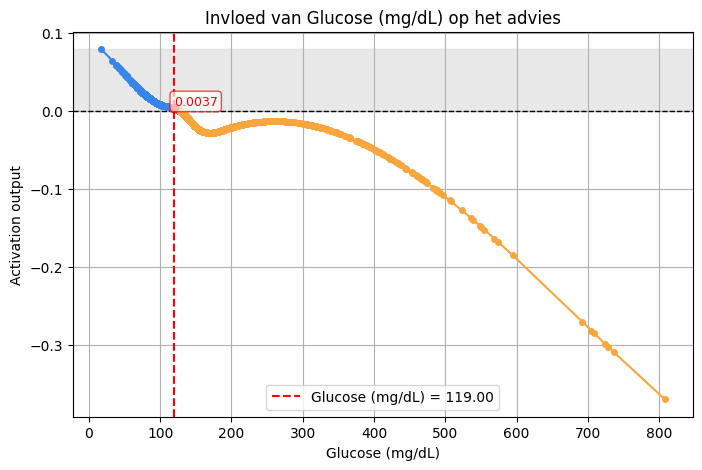 Invloed van Glucose (mg/dL) op het advies
Activation output
0.1
0.0
−0.1
−0.2
−0.3
0.0037
Glucose (mg/dL) = 119.00
0 100 200 300 400 500 600 700 800
Glucose (mg/dL)